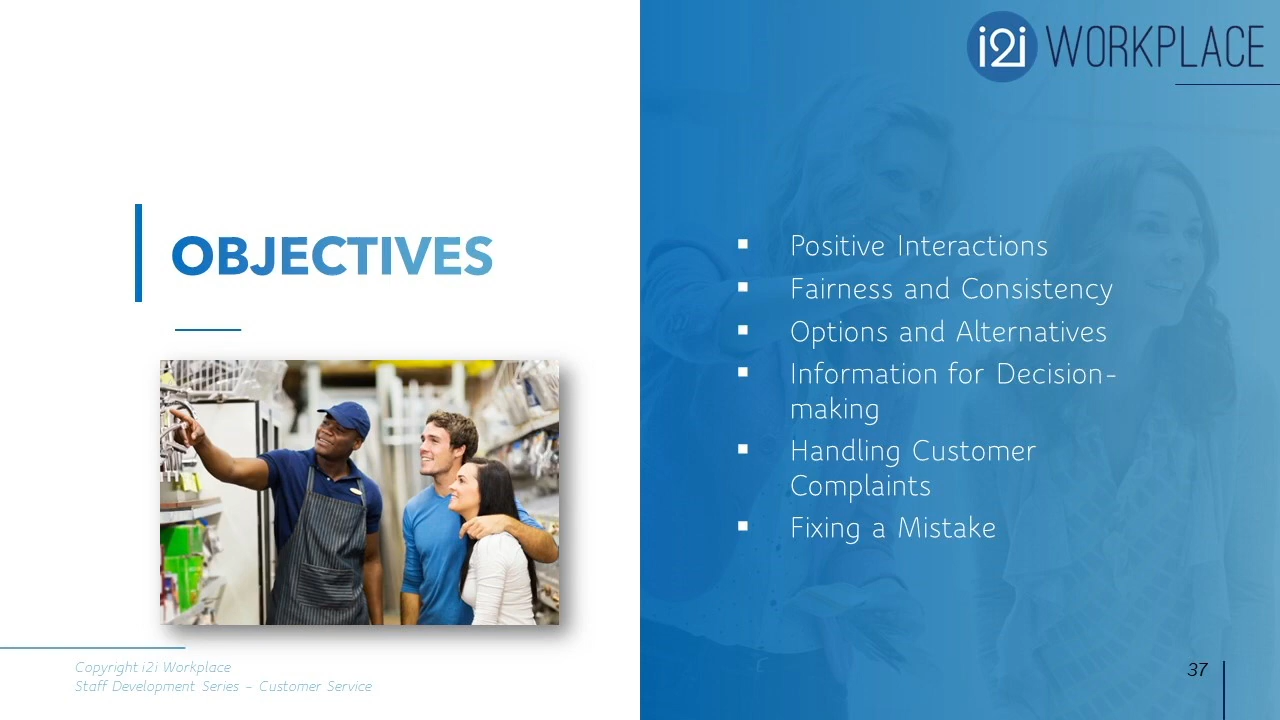 i2i WORKPLACE
OBJECTIVES
▪ Positive Interactions
▪ Fairness and Consistency
▪ Options and Alternatives
▪ Information for Decision-
making
▪ Handling Customer
Complaints
▪ Fixing a Mistake
Copyright i2i Workplace
Staff Development Series – Customer Service
37